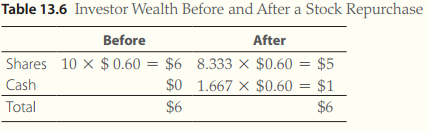 Table 13.6 Investor Wealth Before and After a Stock Repurchase
Before After
Shares 10 × $ 0.60 = $6 8.333 × $0.60 = $5
Cash $0 1.667 × $0.60 = $1
Total $6 $6